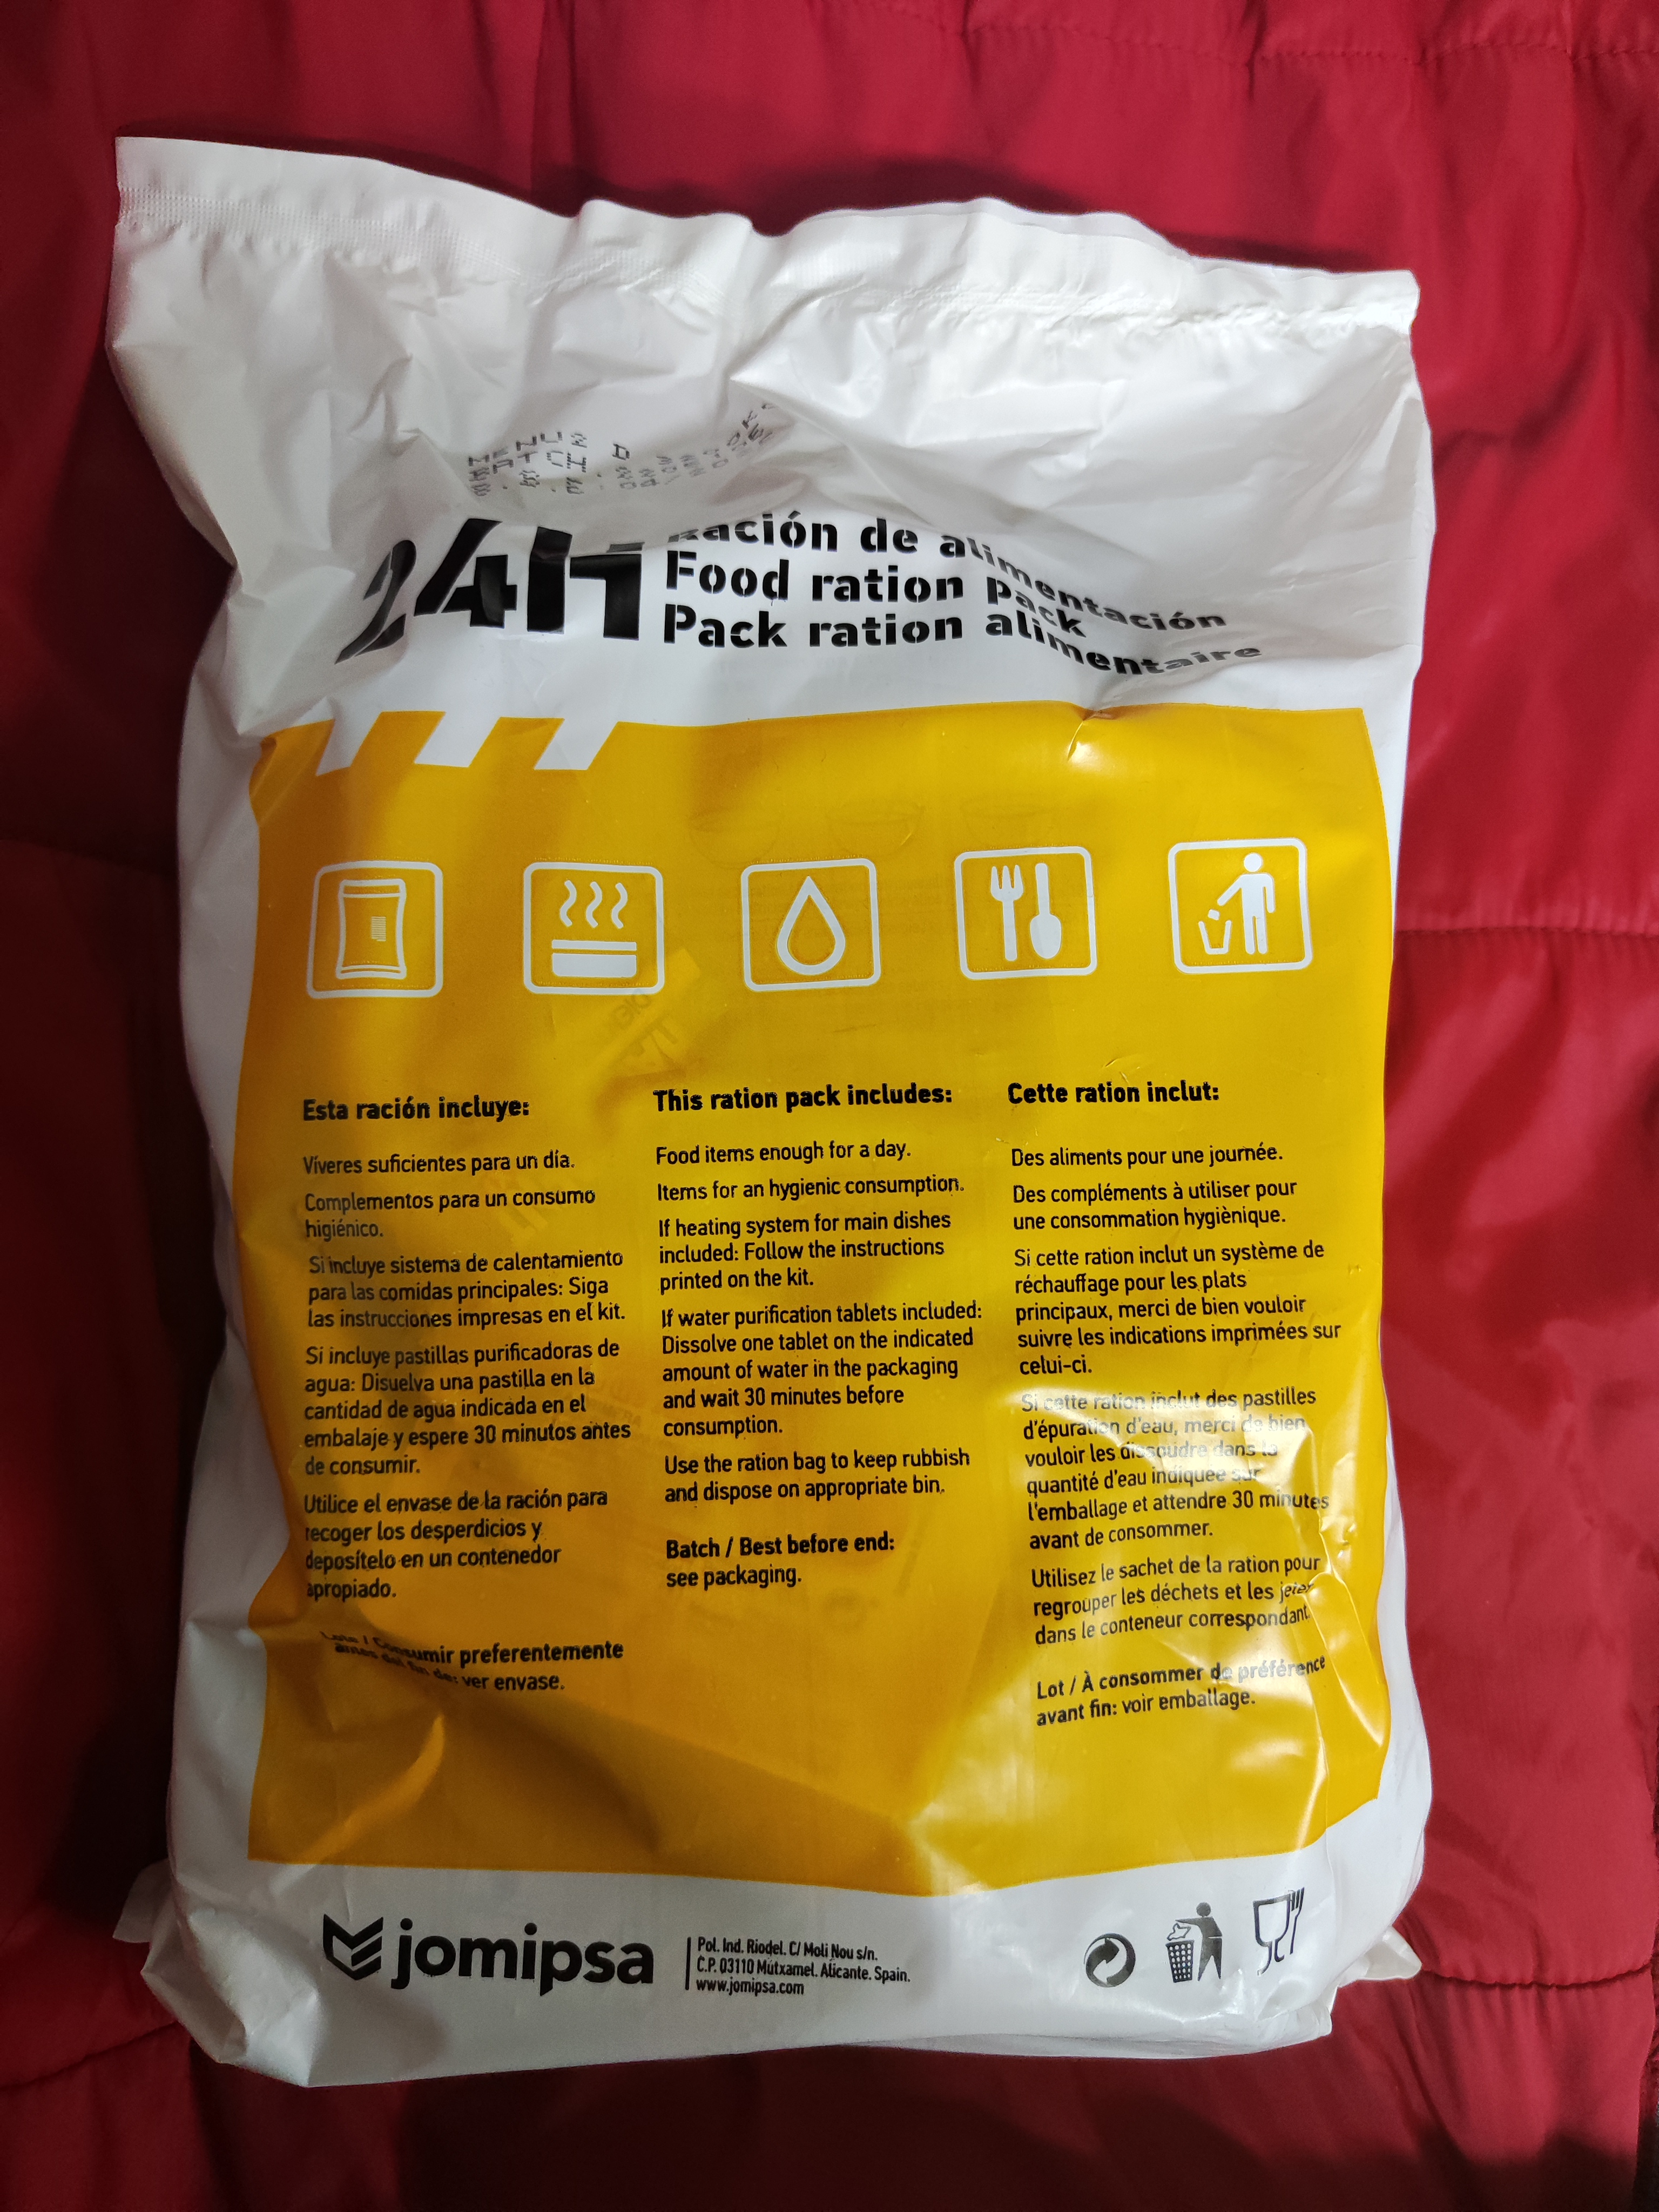 24H
Ración de alimentación
Food ration pack
Pack ration alimentaire
Esta ración incluye:
Víveres suficientes para un día.
Complementos para un consumo
higiénico.
Si incluye sistema de calentamiento
para las comidas principales: Siga
las instrucciones impresas en el kit.
Si incluye pastillas purificadoras de
agua: Disuelva una pastilla en la
cantidad de agua indicada en el
embalaje y espere 30 minutos antes
de consumir.
Utilice el envase de la ración para
recoger los desperdicios y
deposítelo en un contenedor
apropiado.
Lote / Consumir preferentemente
antes del fin de: ver envase.
This ration pack includes:
Food items enough for a day.
Items for an hygienic consumption.
If heating system for main dishes
included: Follow the instructions
printed on the kit.
If water purification tablets included:
Dissolve one tablet on the indicated
amount of water in the packaging
and wait 30 minutes before
consumption.
Use the ration bag to keep rubbish
and dispose on appropriate bin.
Batch / Best before end:
see packaging.
Cette ration inclut:
Des aliments pour une journée.
Des compléments à utiliser pour
une consommation hygiènique.
Si cette ration inclut un système de
réchauffage pour les plats
principaux, merci de bien vouloir
suivre les indications imprimées sur
celui-ci.
Si cette ration inclut des pastilles
d'épuration d'eau, merci de bien
vouloir les dissoudre dans la
quantité d'eau indiquée sur
l'emballage et attendre 30 minutes
avant de consommer.
Utilisez le sachet de la ration pour
regrouper les déchets et les jeter
dans le conteneur correspondant
Lot / À consommer de préférence
avant fin: voir emballage.
jomipsa
Pol. Ind. Riodel. C/ Moli Nou s/n.
C.P. 03110 Mutxamel. Alicante. Spain.
www.jomipsa.com